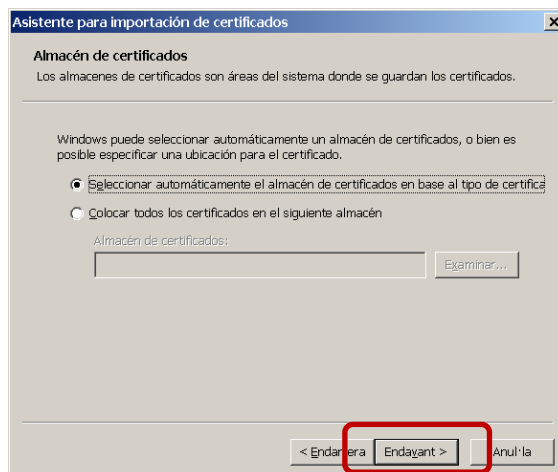 Asistente para importación de certificados
Almacén de certificados
Los almacenes de certificados son áreas del sistema donde se guardan los certificados.
Windows puede seleccionar automáticamente un almacén de certificados, o bien es
posible especificar una ubicación para el certificado.
Seleccionar automáticamente el almacén de certificados en base al tipo de certifica
Colocar todos los certificados en el siguiente almacén
Almacén de certificados:
Examinar...
< Endarrera Endavant > Anul·la